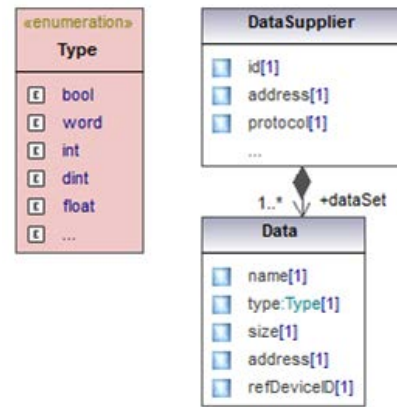 «enumeration»
Type
bool
word
int
dint
float
...
DataSupplier
id[1]
address[1]
protocol[1]
...
1..* +dataSet
Data
name[1]
type:Type[1]
size[1]
address[1]
refDeviceID[1]